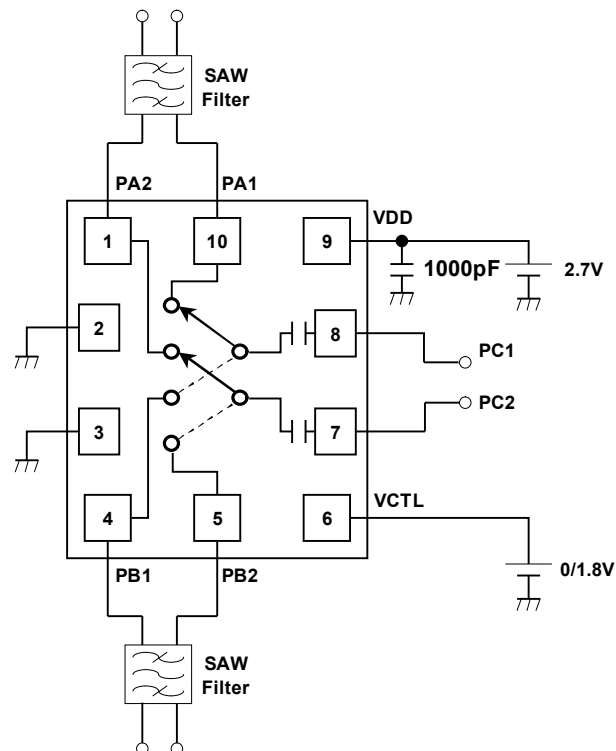 SAW
Filter
PA2
PA1
VDD
1
10
9
1000pF
2.7V
2
8
PC1
PC2
3
7
4
5
6
VCTL
PB1
PB2
0/1.8V
SAW
Filter